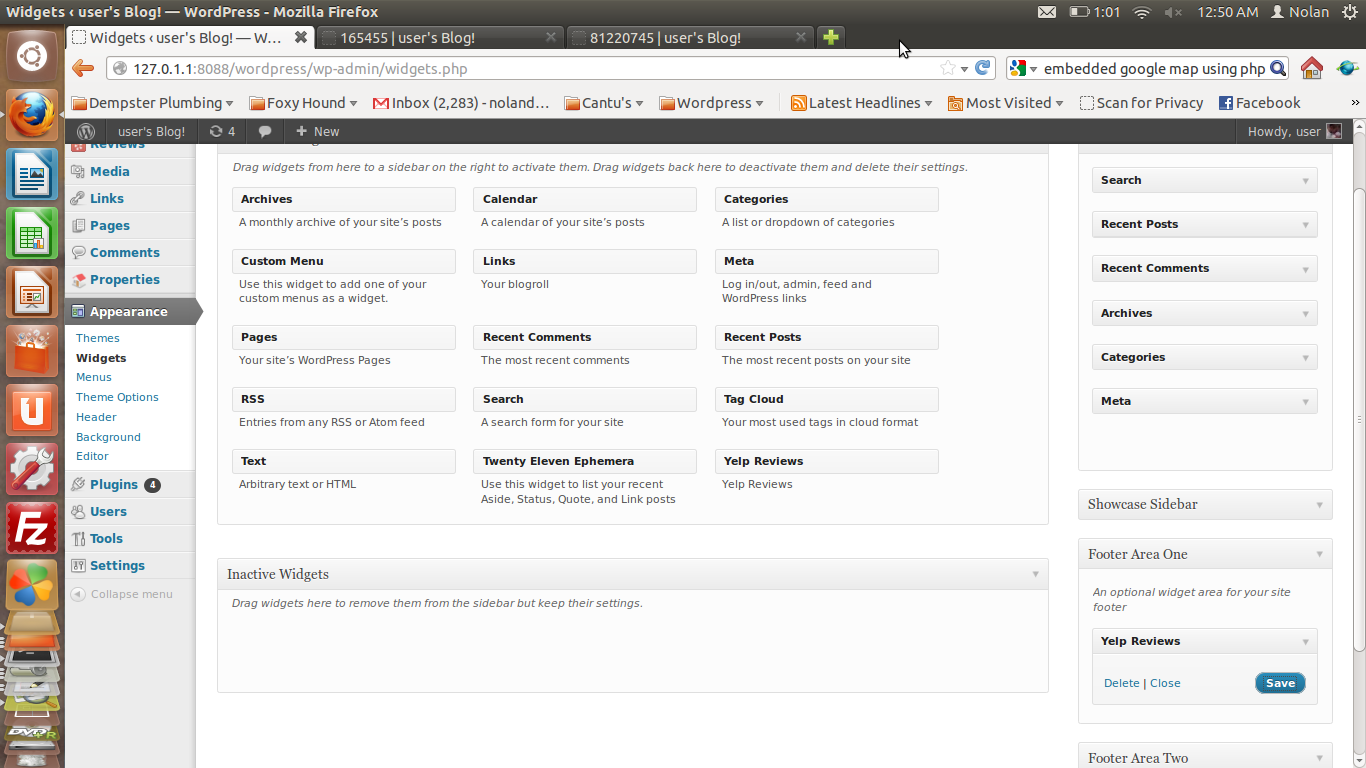 Widgets ‹ user's Blog! — WordPress - Mozilla Firefox
1:01
12:50 AM
Nolan
Widgets ‹ user's Blog! — W...
165455 | user's Blog!
81220745 | user's Blog!
127.0.1.1:8088/wordpress/wp-admin/widgets.php
embedded google map using php
Dempster Plumbing
Foxy Hound
Inbox (2,283) - noland...
Cantu's
Wordpress
Latest Headlines
Most Visited
Scan for Privacy
Facebook
»
user's Blog!
4
New
Howdy, user
Reviews
Media
Links
Pages
Comments
Properties
Appearance
Themes
Widgets
Menus
Theme Options
Header
Background
Editor
Plugins 4
Users
Tools
Settings
Collapse menu
Drag widgets from here to a sidebar on the right to activate them. Drag widgets back here to deactivate them and delete their settings.
Archives
A monthly archive of your site's posts
Calendar
A calendar of your site's posts
Categories
A list or dropdown of categories
Custom Menu
Use this widget to add one of your
custom menus as a widget.
Links
Your blogroll
Meta
Log in/out, admin, feed and
WordPress links
Pages
Your site's WordPress Pages
Recent Comments
The most recent comments
Recent Posts
The most recent posts on your site
RSS
Entries from any RSS or Atom feed
Search
A search form for your site
Tag Cloud
Your most used tags in cloud format
Text
Arbitrary text or HTML
Twenty Eleven Ephemera
Use this widget to list your recent
Aside, Status, Quote, and Link posts
Yelp Reviews
Yelp Reviews
Inactive Widgets
Drag widgets here to remove them from the sidebar but keep their settings.
Search
Recent Posts
Recent Comments
Archives
Categories
Meta
Showcase Sidebar
Footer Area One
An optional widget area for your site
footer
Yelp Reviews
Delete | Close
Save
Footer Area Two